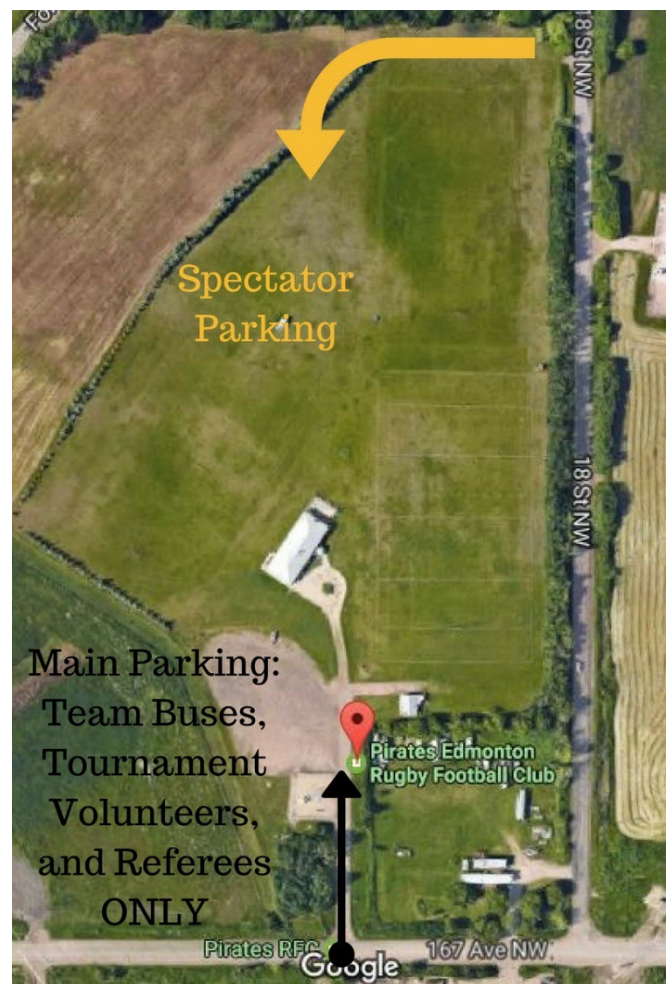 18 St NW
Spectator
Parking
18 St NW
Main Parking:
Team Buses,
Tournament
Volunteers,
and Referees
ONLY
Pirates Edmonton
Rugby Football Club
Pirates RFC
167 Ave NW
Google